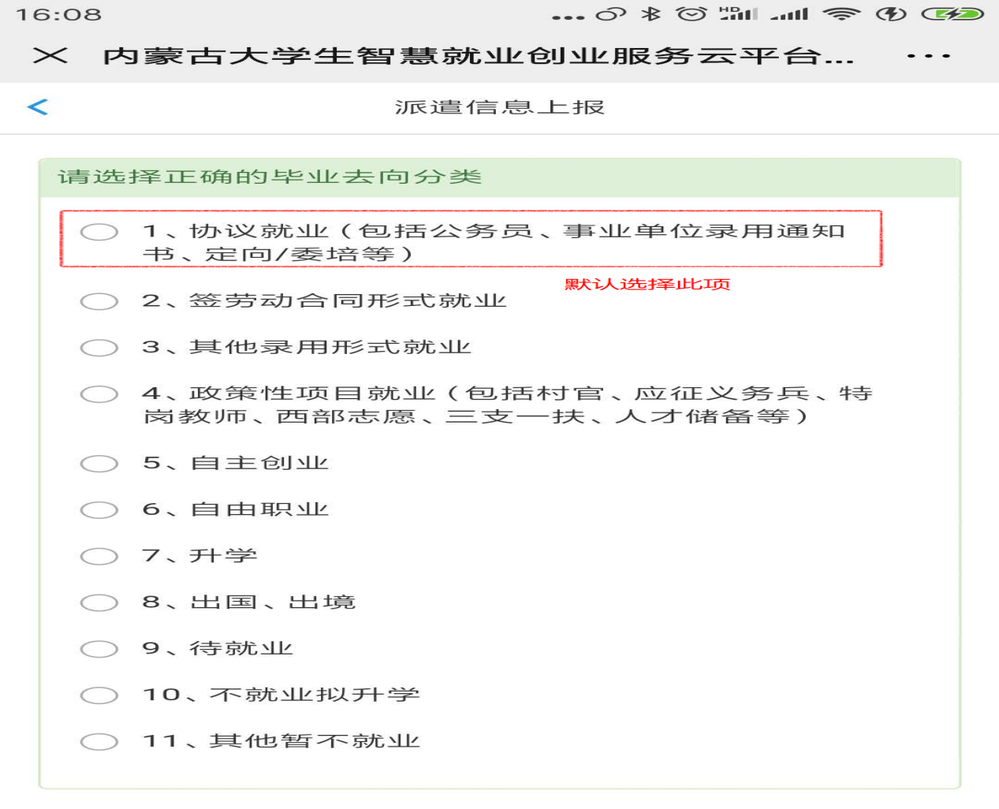 16:08
内蒙古大学生智慧就业创业服务云平台...
派遣信息上报
请选择正确的毕业去向分类
1、协议就业（包括公务员、事业单位录用通知
书、定向/委培等）
默认选择此项
2、签劳动合同形式就业
3、其他录用形式就业
4、政策性项目就业（包括村官、应征义务兵、特
岗教师、西部志愿、三支一扶、人才储备等）
5、自主创业
6、自由职业
7、升学
8、出国、出境
9、待就业
10、不就业拟升学
11、其他暂不就业